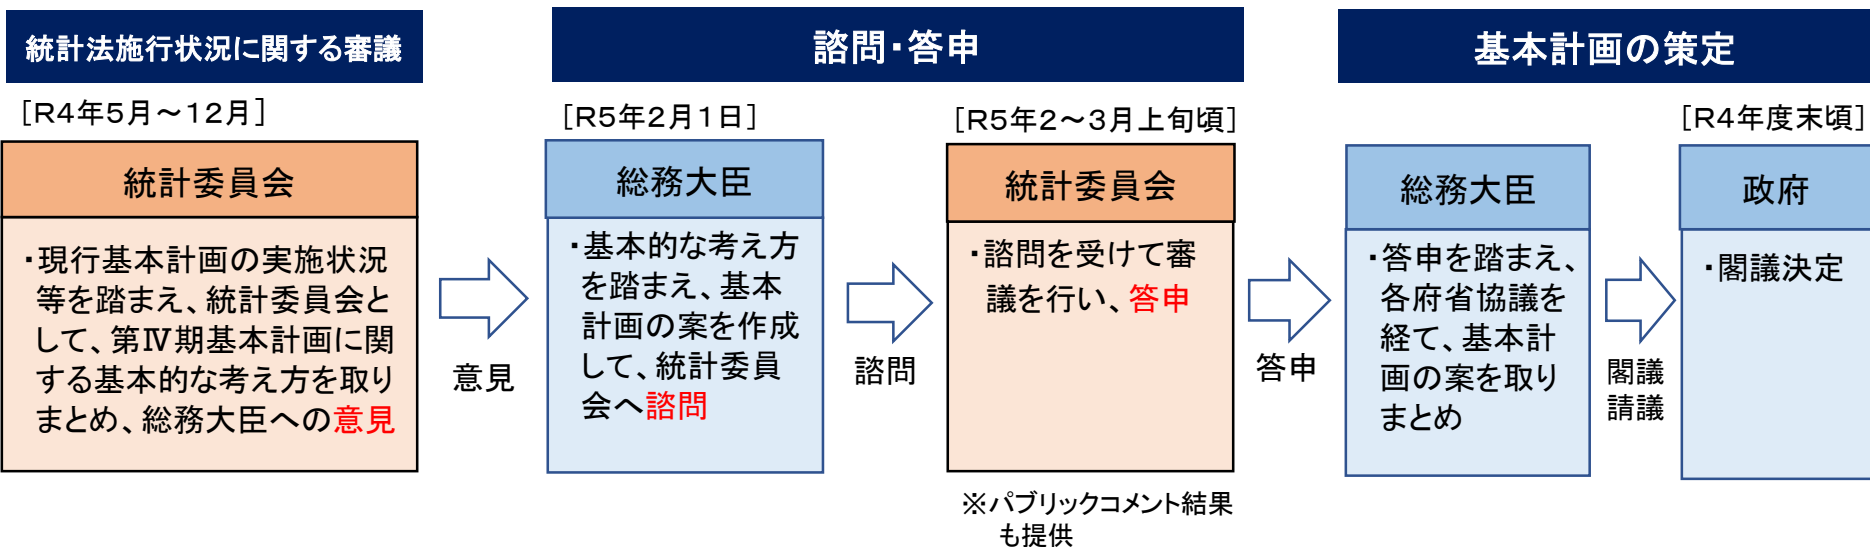 統計法施行状況に関する審議
［R4年5月～12月］
統計委員会
・現行基本計画の実施状況
等を踏まえ、統計委員会と
して、第Ⅳ期基本計画に関
する基本的な考え方を取り
まとめ、総務大臣への意見
意見
諮問・答申
［R5年2月1日］
総務大臣
・基本的な考え方
を踏まえ、基本
計画の案を作成
して、統計委員
会へ諮問
諮問
［R5年2～3月上旬頃］
統計委員会
・諮問を受けて審
議を行い、答申
※パブリックコメント結果
も提供
答申
基本計画の策定
総務大臣
・答申を踏まえ、
各府省協議を
経て、基本計
画の案を取り
まとめ
閣議
請議
［R4年度末頃］
政府
・閣議決定